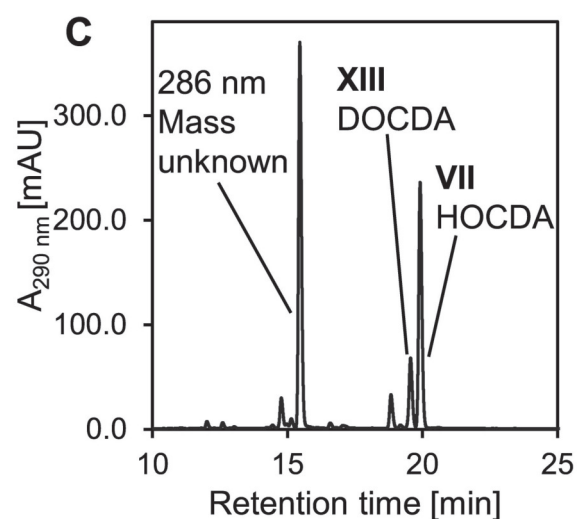 C
286 nm
Mass
unknown
XIII
DOCDA
VII
HOCDA
A290 nm [mAU]
300.0
200.0
100.0
0.0
10 15 20 25
Retention time [min]